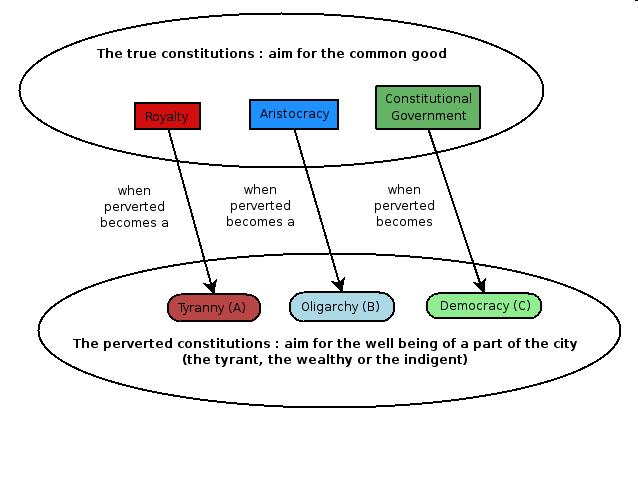 The true constitutions : aim for the common good
Royalty
Aristocracy
Constitutional
Government
when
perverted
becomes a
when
perverted
becomes a
when
perverted
becomes
Tyranny (A)
Oligarchy (B)
Democracy (C)
The perverted constitutions : aim for the well being of a part of the city
(the tyrant, the wealthy or the indigent)